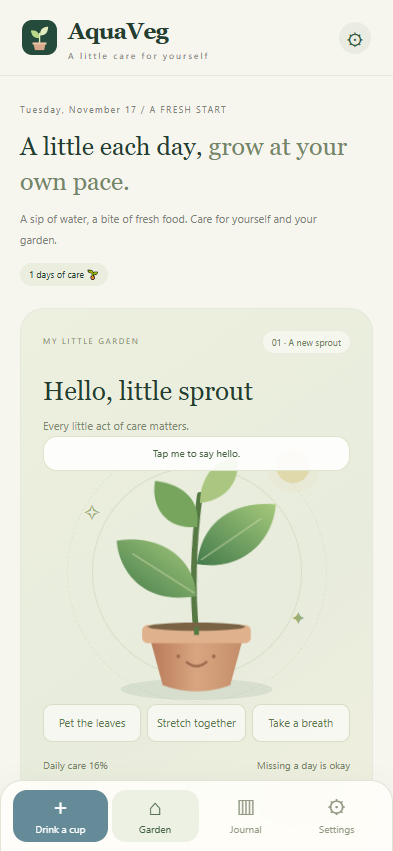 AquaVeg
A little care for yourself
Tuesday, November 17 / A FRESH START
A little each day, grow at your
own pace.
A sip of water, a bite of fresh food. Care for yourself and your
garden.
1 days of care
MY LITTLE GARDEN
01 · A new sprout
Hello, little sprout
Every little act of care matters.
Tap me to say hello.
Pet the leaves
Stretch together
Take a breath
Daily care 16%
Missing a day is okay
Drink a cup
Garden
Journal
Settings